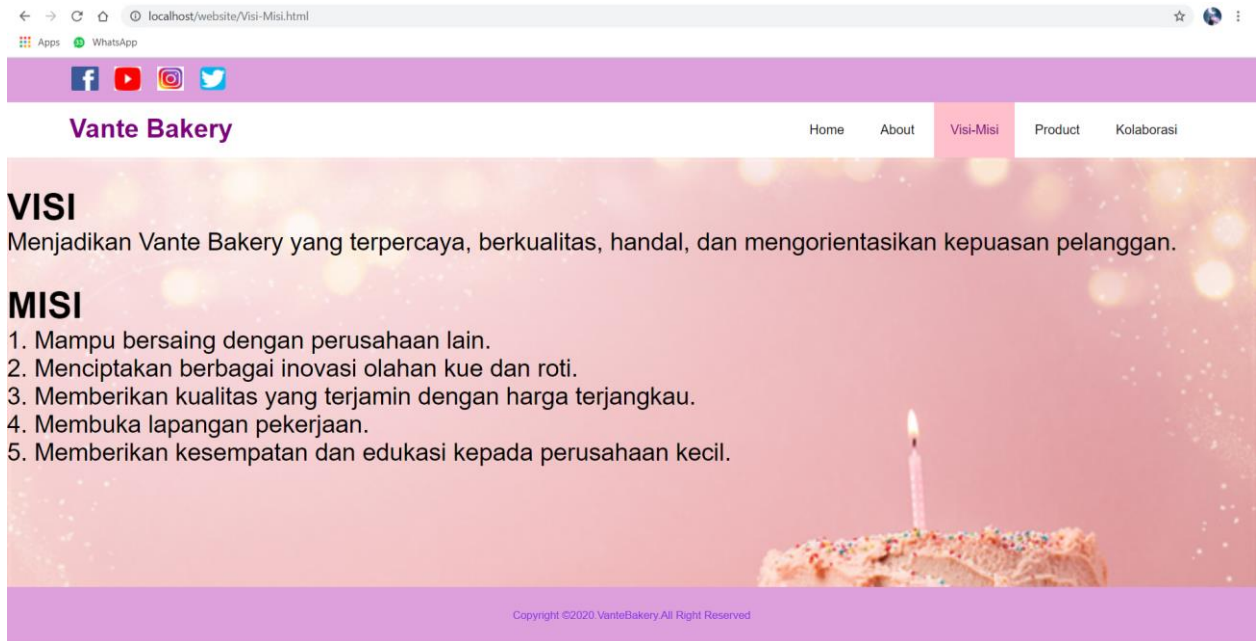 localhost/website/Visi-Misi.html
Apps WhatsApp
Vante Bakery
Home About Visi-Misi Product Kolaborasi
VISI
Menjadikan Vante Bakery yang terpercaya, berkualitas, handal, dan mengorientasikan kepuasan pelanggan.
MISI
1. Mampu bersaing dengan perusahaan lain.
2. Menciptakan berbagai inovasi olahan kue dan roti.
3. Memberikan kualitas yang terjamin dengan harga terjangkau.
4. Membuka lapangan pekerjaan.
5. Memberikan kesempatan dan edukasi kepada perusahaan kecil.
Copyright ©2020.VanteBakery.All Right Reserved